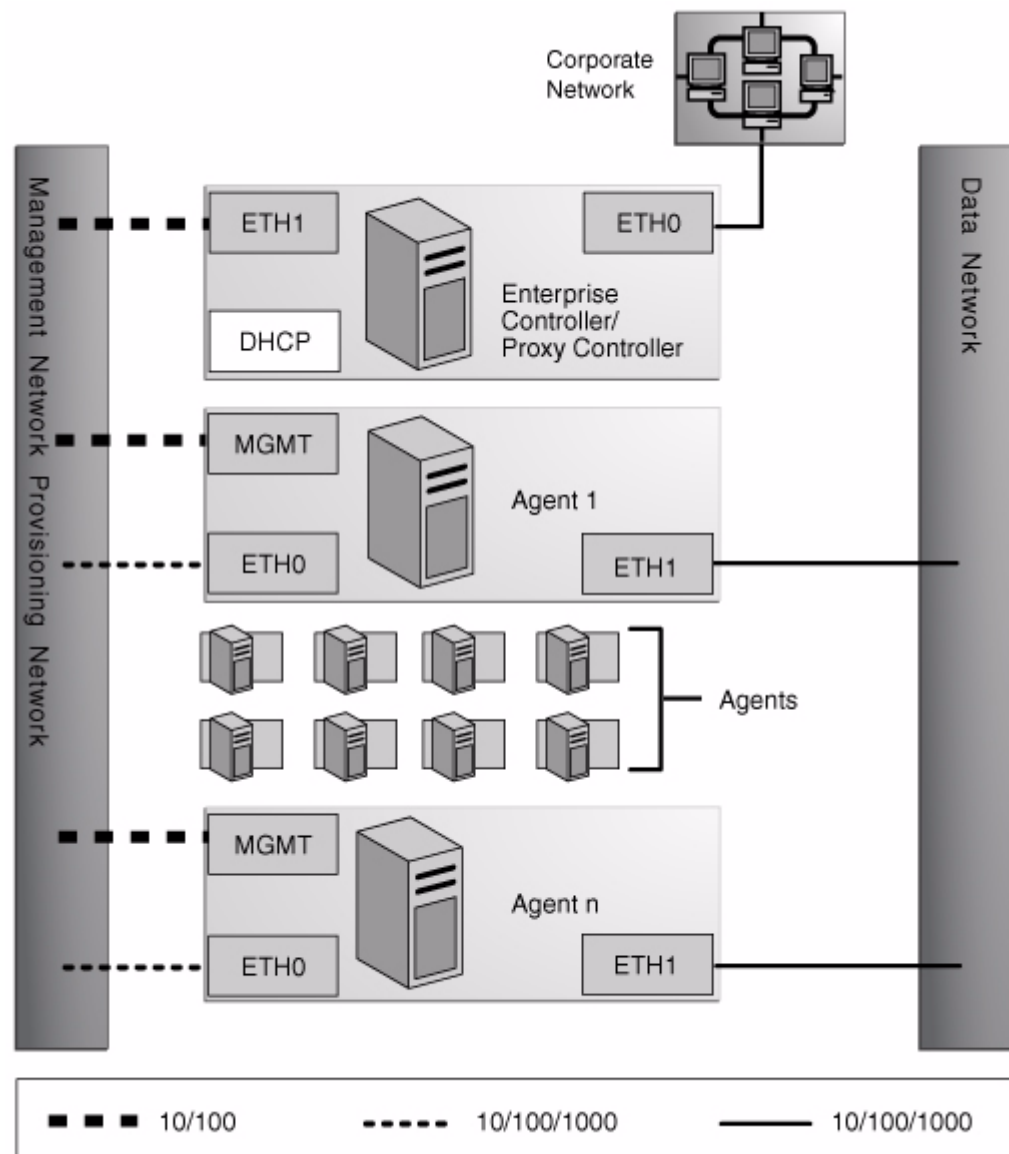 Corporate
Network
Management Network Provisioning Network
Data Network
ETH1
ETH0
DHCP
Enterprise
Controller/
Proxy Controller
MGMT
Agent 1
ETH0
ETH1
Agents
MGMT
Agent n
ETH0
ETH1
10/100
10/100/1000
10/100/1000